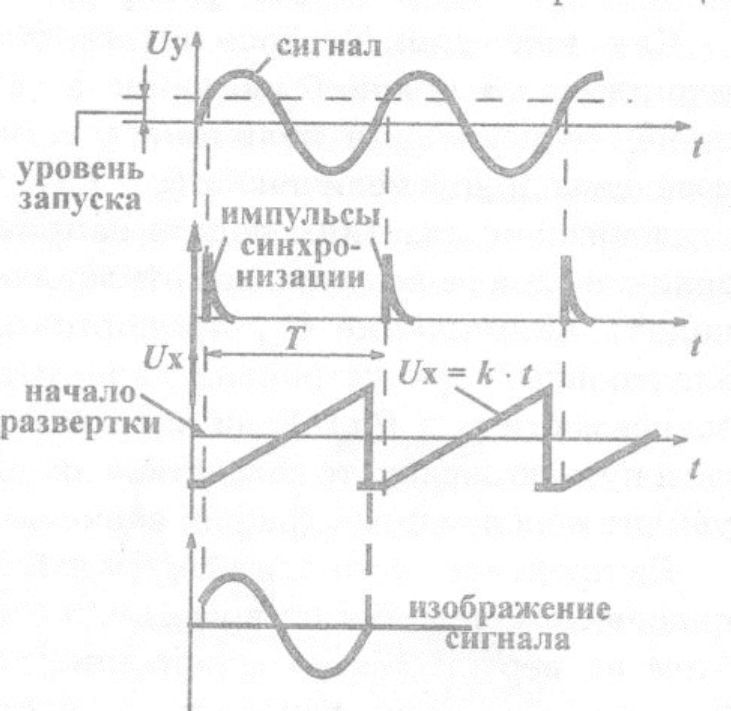 Uy
сигнал
t
уровень
запуска
импульсы
синхро-
низации
t
Ux
T
Ux = k · t
начало
развертки
t
изображение
сигнала